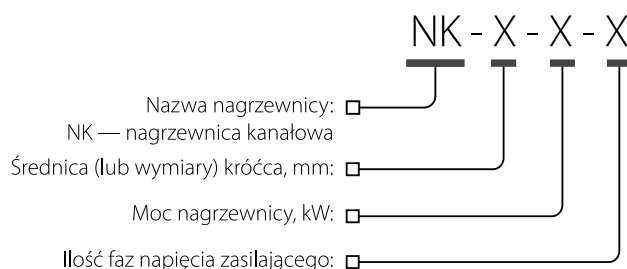 NK - X - X - X
Nazwa nagrzewnicy:
NK — nagrzewnica kanałowa
Średnica (lub wymiary) króćca, mm:
Moc nagrzewnicy, kW:
Ilość faz napięcia zasilającego: